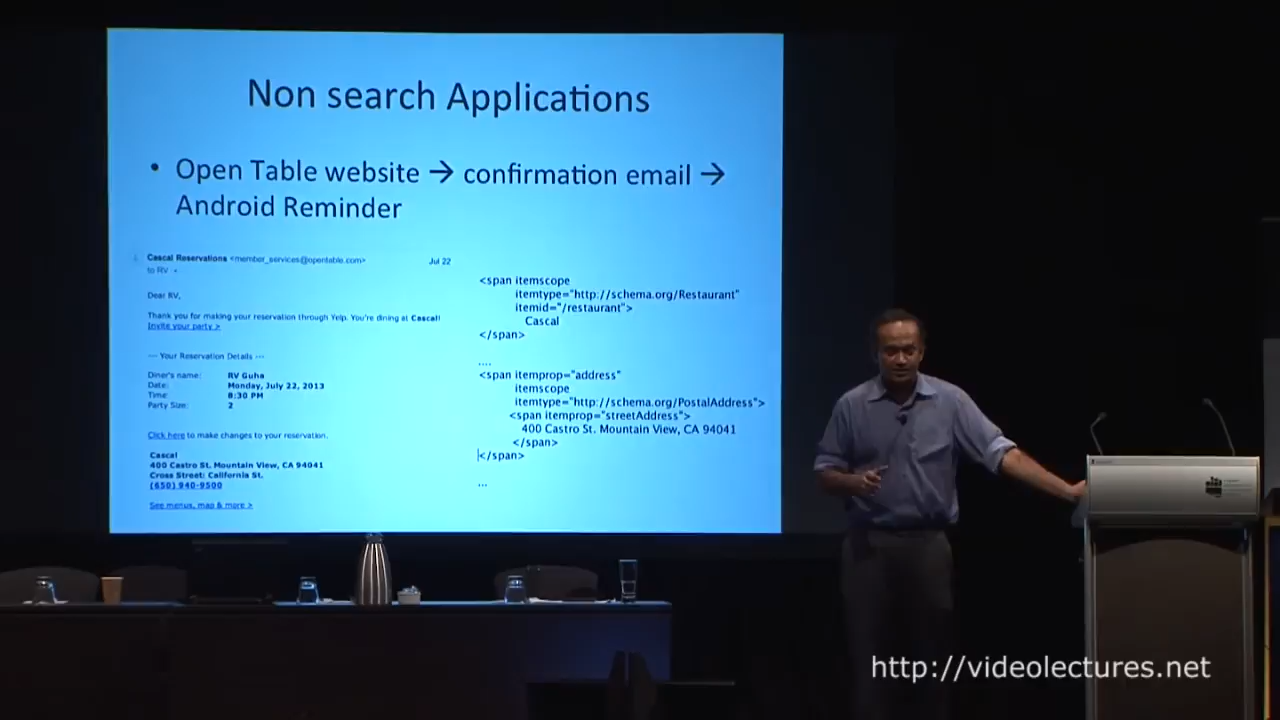 Non search Applications
• Open Table website → confirmation email →
Android Reminder
Cascal Reservations <member_services@opentable.com> Jul 22
to RV
Dear RV,
Thank you for making your reservation through Yelp. You're dining at Cascal!
Invite your party >
--- Your Reservation Details ---
Diner's name: RV Guha
Date: Monday, July 22, 2013
Time: 8:30 PM
Party Size: 2
Click here to make changes to your reservation.
Cascal
400 Castro St. Mountain View, CA 94041
Cross Street: California St.
(650) 940-9500
See menus, map & more >
<span itemscope
itemtype="http://schema.org/Restaurant"
itemid="/restaurant">
Cascal
</span>
....
<span itemprop="address"
itemscope
itemtype="http://schema.org/PostalAddress">
<span itemprop="streetAddress">
400 Castro St. Mountain View, CA 94041
</span>
</span>
...
http://videolectures.net